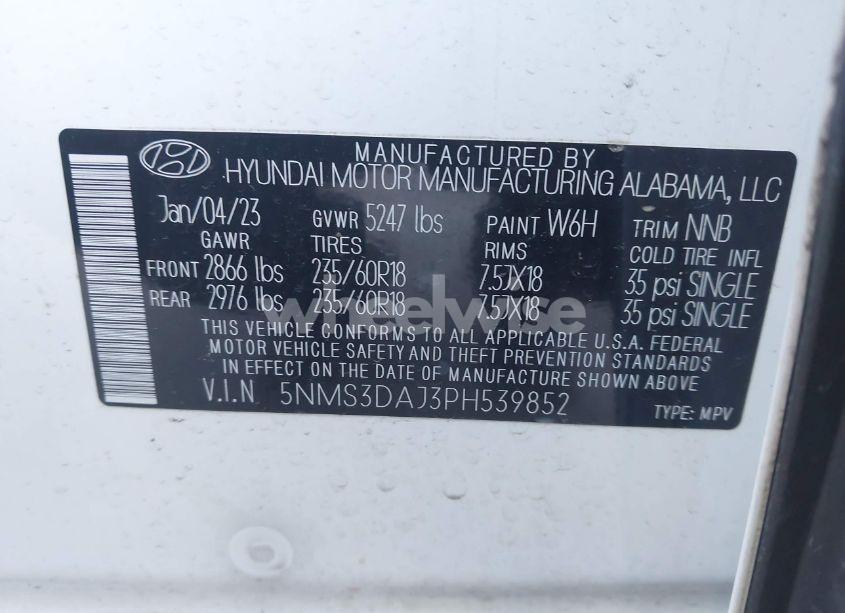 MANUFACTURED BY
HYUNDAI MOTOR MANUFACTURING ALABAMA, LLC
Jan/04/23 GVWR 5247 lbs PAINT W6H TRIM NNB
GAWR TIRES RIMS COLD TIRE INFL
FRONT 2866 lbs 235/60R18 7.5JX18 35 psi SINGLE
REAR 2976 lbs 235/60R18 7.5JX18 35 psi SINGLE
wheelwise
THIS VEHICLE CONFORMS TO ALL APPLICABLE U.S.A. FEDERAL
MOTOR VEHICLE SAFETY AND THEFT PREVENTION STANDARDS
IN EFFECT ON THE DATE OF MANUFACTURE SHOWN ABOVE
V.I.N 5NMS3DAJ3PH539852 TYPE: MPV